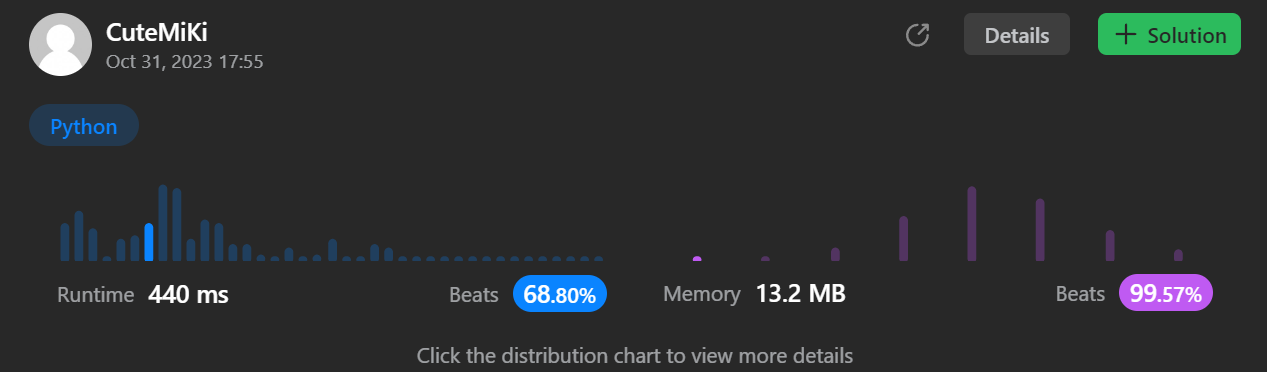 CuteMiKi
Oct 31, 2023 17:55
Details
Solution
Python
Runtime 440 ms
Beats 68.80%
Memory 13.2 MB
Beats 99.57%
Click the distribution chart to view more details